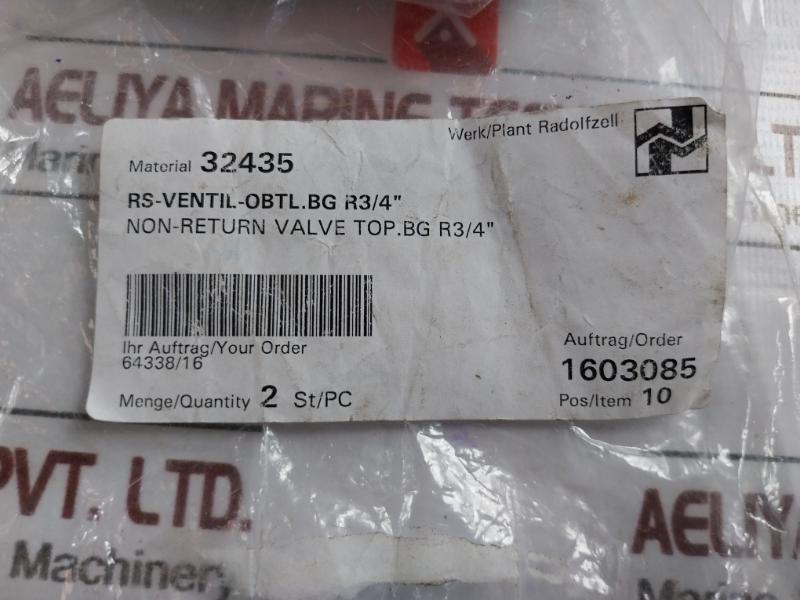 AELIYA MARINE
Werk/Plant Radolfzell
Material 32435
RS-VENTIL-OBTL.BG R3/4"
NON-RETURN VALVE TOP.BG R3/4"
Ihr Auftrag/Your Order
64338/16
Menge/Quantity 2 St/PC
Auftrag/Order
1603085
Pos/Item 10
PVT. LTD.
AELIYA
Machinery,